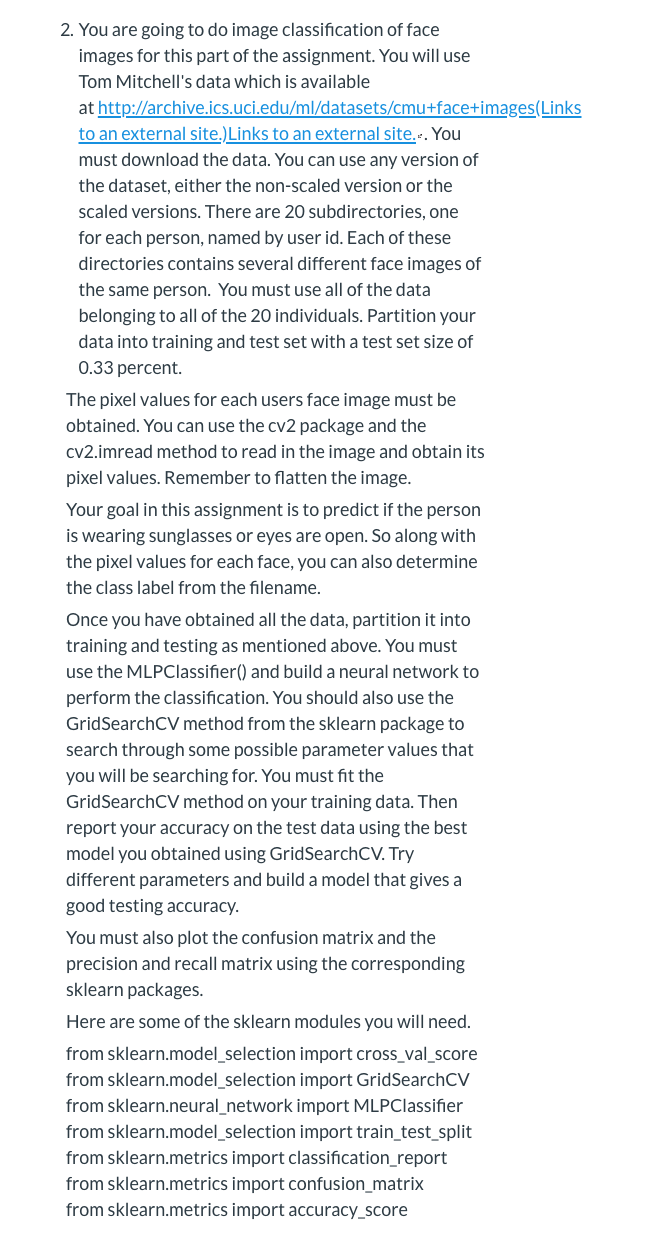 2. You are going to do image classification of face
images for this part of the assignment. You will use
Tom Mitchell's data which is available
at http://archive.ics.uci.edu/ml/datasets/cmu+face+images(Links
to an external site.)Links to an external site.. You
must download the data. You can use any version of
the dataset, either the non-scaled version or the
scaled versions. There are 20 subdirectories, one
for each person, named by user id. Each of these
directories contains several different face images of
the same person.  You must use all of the data
belonging to all of the 20 individuals. Partition your
data into training and test set with a test set size of
0.33 percent.
The pixel values for each users face image must be
obtained. You can use the cv2 package and the
cv2.imread method to read in the image and obtain its
pixel values. Remember to flatten the image.
Your goal in this assignment is to predict if the person
is wearing sunglasses or eyes are open. So along with
the pixel values for each face, you can also determine
the class label from the filename.
Once you have obtained all the data, partition it into
training and testing as mentioned above. You must
use the MLPClassifier() and build a neural network to
perform the classification. You should also use the
GridSearchCV method from the sklearn package to
search through some possible parameter values that
you will be searching for. You must fit the
GridSearchCV method on your training data. Then
report your accuracy on the test data using the best
model you obtained using GridSearchCV. Try
different parameters and build a model that gives a
good testing accuracy.
You must also plot the confusion matrix and the
precision and recall matrix using the corresponding
sklearn packages.
Here are some of the sklearn modules you will need.
from sklearn.model_selection import cross_val_score
from sklearn.model_selection import GridSearchCV
from sklearn.neural_network import MLPClassifier
from sklearn.model_selection import train_test_split
from sklearn.metrics import classification_report
from sklearn.metrics import confusion_matrix
from sklearn.metrics import accuracy_score